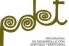 pdet
PROGRAMAS
DE DESARROLLO CON
ENFOQUE TERRITORIAL